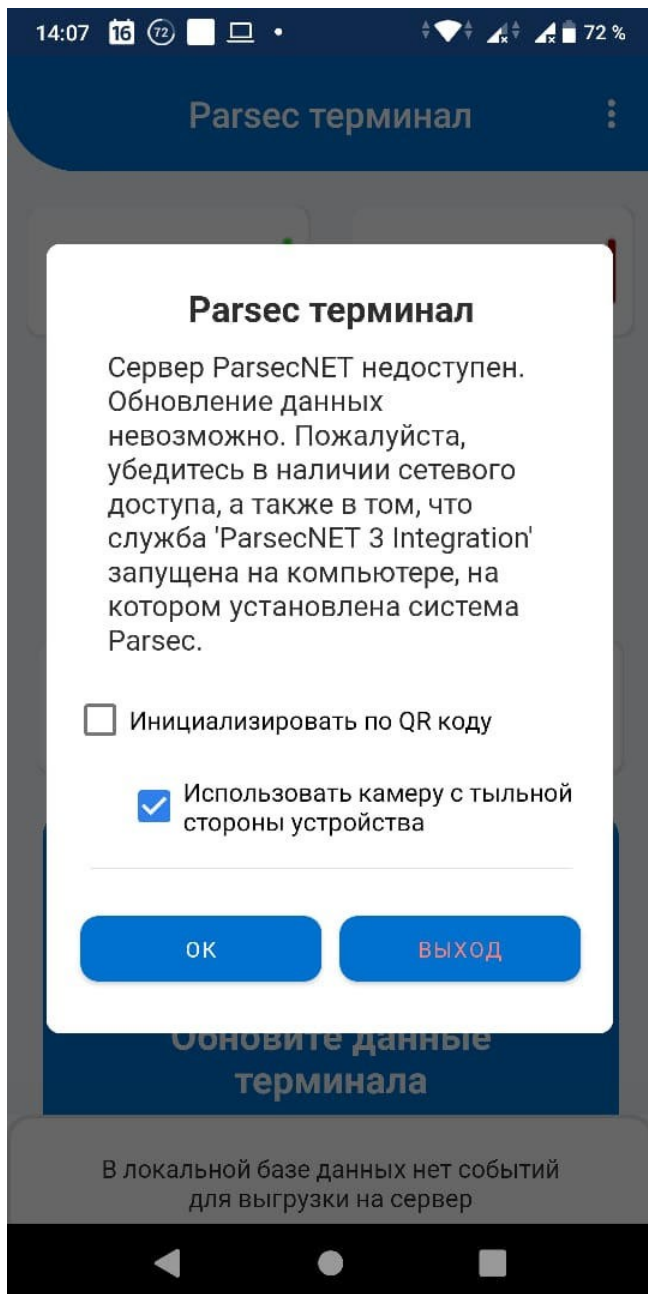 14:07 16 72 72 %
Parsec терминал
Parsec терминал
Сервер ParsecNET недоступен.
Обновление данных
невозможно. Пожалуйста,
убедитесь в наличии сетевого
доступа, а также в том, что
служба 'ParsecNET 3 Integration'
запущена на компьютере, на
котором установлена система
Parsec.
Инициализировать по QR коду
Использовать камеру с тыльной
стороны устройства
ОК ВЫХОД
Обновите данные
терминала
В локальной базе данных нет событий
для выгрузки на сервер